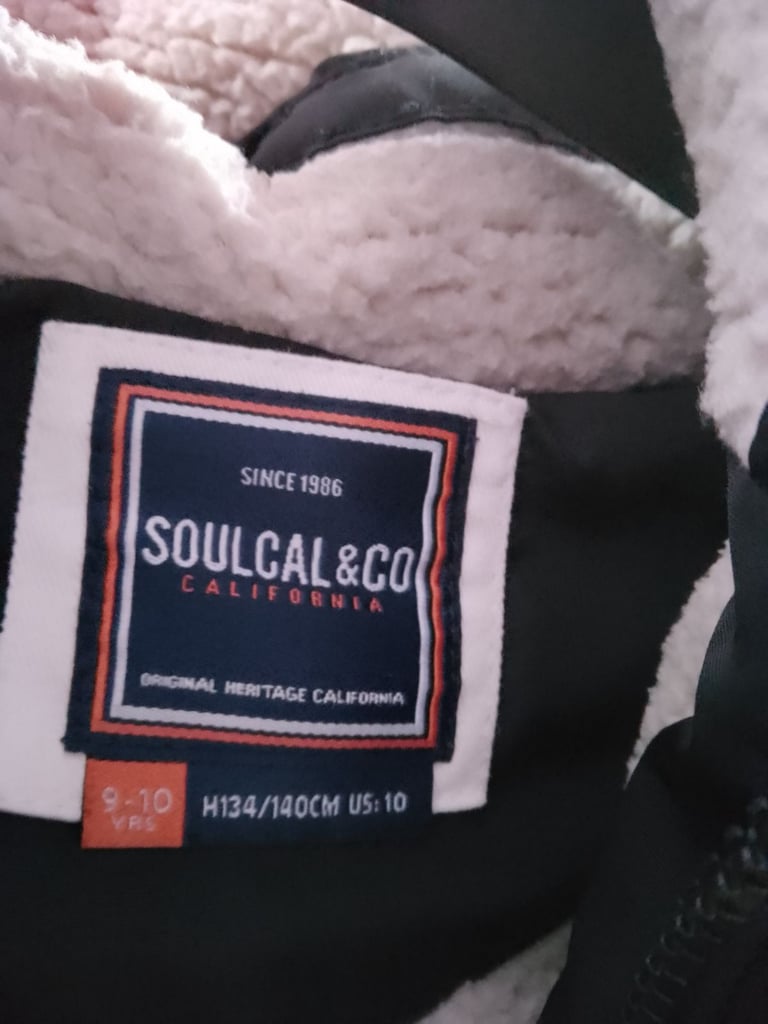 SINCE 1986
SOULCAL&CO
CALIFORNIA
ORIGINAL HERITAGE CALIFORNIA
9-10
YRS
H134/140CM US: 10